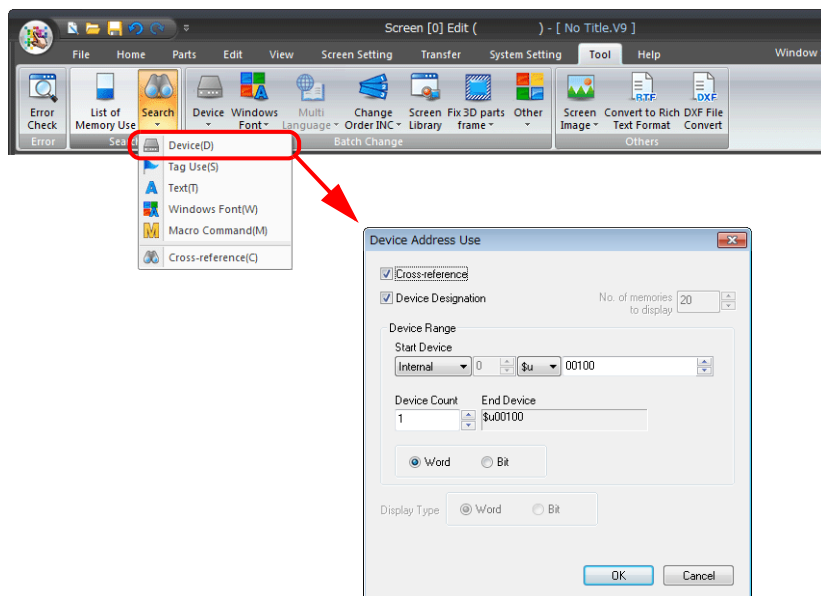 Screen [0] Edit ( ) - [ No Title.V9 ]
File Home Parts Edit View Screen Setting Transfer System Setting Tool Help Window
Error Check
List of Memory Use
Search
Device
Windows Font
Multi Language
Change Order INC
Screen Library
Fix 3D parts frame
Other
Screen Image
Convert to Rich Text Format
DXF File Convert
RTF
DXF
Error
Search
Batch Change
Others
Device(D)
Tag Use(S)
Text(T)
Windows Font(W)
Macro Command(M)
Cross-reference(C)
Device Address Use
Cross-reference
Device Designation
No. of memories to display 20
Device Range
Start Device
Internal 0 $u 00100
Device Count End Device
1 $u00100
Word Bit
Display Type Word Bit
OK Cancel